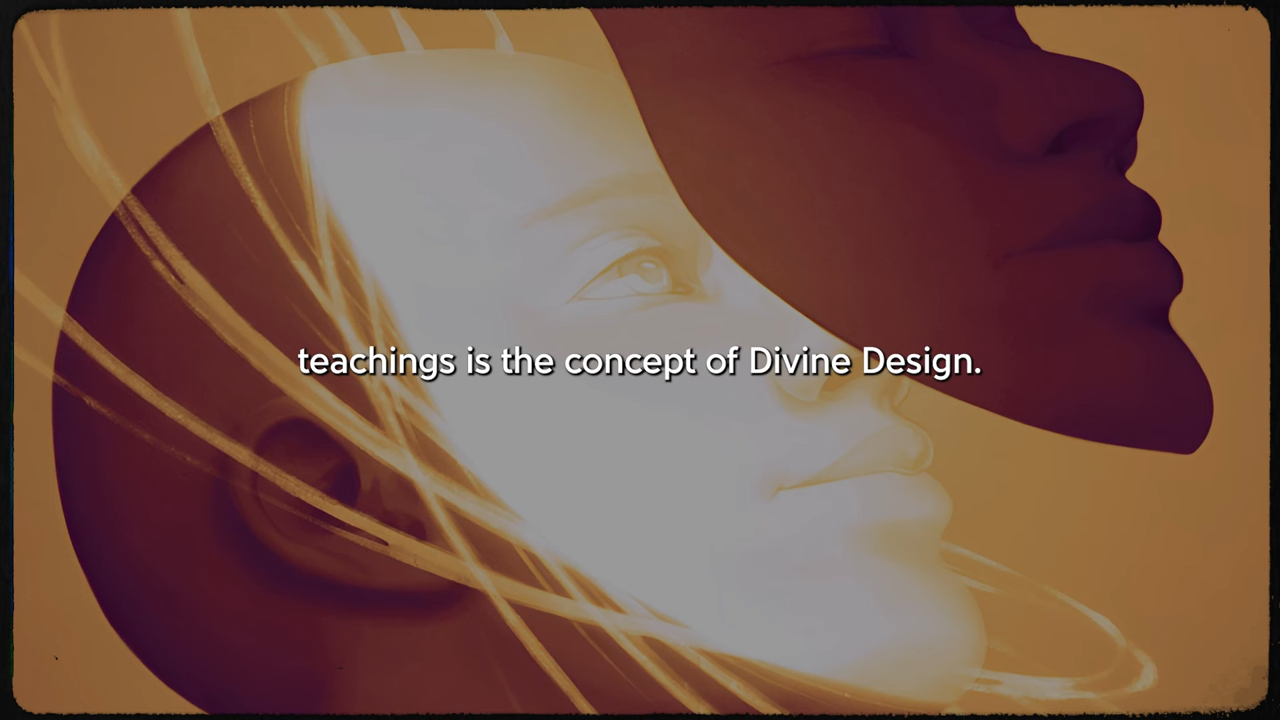 teachings is the concept of Divine Design.